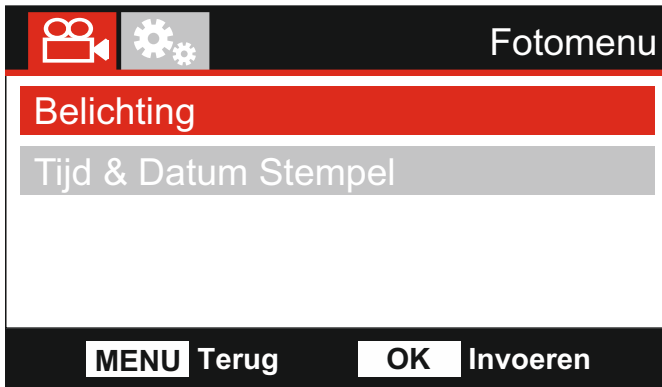 Fotomenu
Belichting
Tijd & Datum Stempel
MENU Terug OK Invoeren